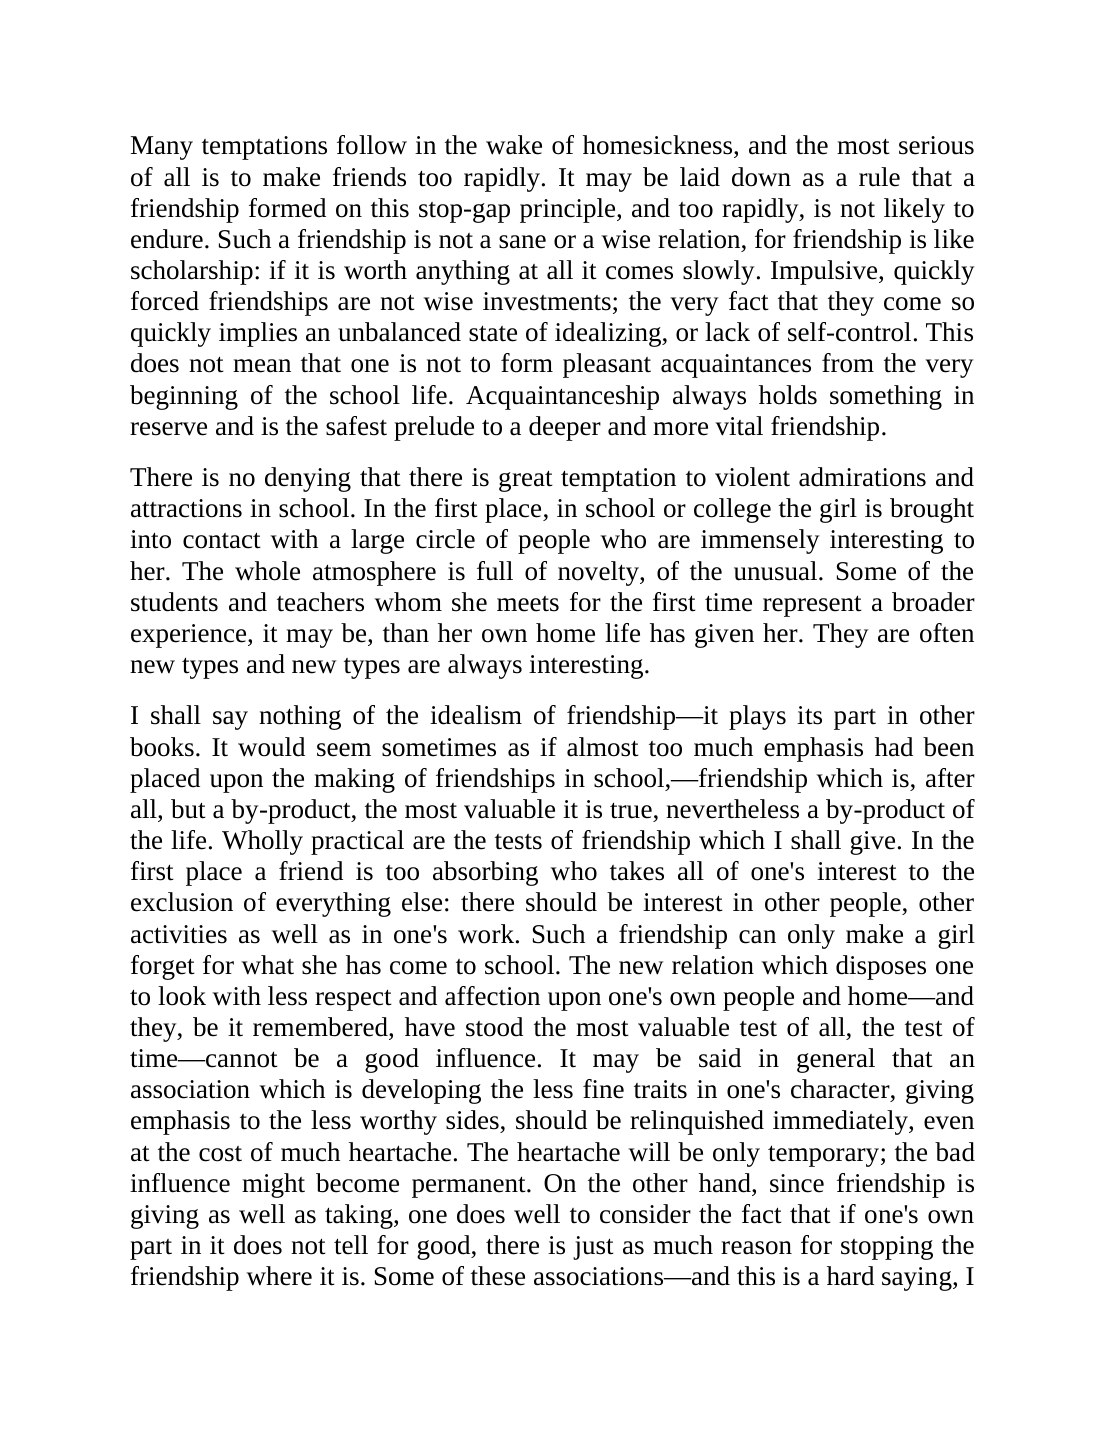 Many temptations follow in the wake of homesickness, and the most serious
of all is to make friends too rapidly. It may be laid down as a rule that a
friendship formed on this stop-gap principle, and too rapidly, is not likely to
endure. Such a friendship is not a sane or a wise relation, for friendship is like
scholarship: if it is worth anything at all it comes slowly. Impulsive, quickly
forced friendships are not wise investments; the very fact that they come so
quickly implies an unbalanced state of idealizing, or lack of self-control. This
does not mean that one is not to form pleasant acquaintances from the very
beginning of the school life. Acquaintanceship always holds something in
reserve and is the safest prelude to a deeper and more vital friendship.
There is no denying that there is great temptation to violent admirations and
attractions in school. In the first place, in school or college the girl is brought
into contact with a large circle of people who are immensely interesting to
her. The whole atmosphere is full of novelty, of the unusual. Some of the
students and teachers whom she meets for the first time represent a broader
experience, it may be, than her own home life has given her. They are often
new types and new types are always interesting.
I shall say nothing of the idealism of friendship—it plays its part in other
books. It would seem sometimes as if almost too much emphasis had been
placed upon the making of friendships in school,—friendship which is, after
all, but a by-product, the most valuable it is true, nevertheless a by-product of
the life. Wholly practical are the tests of friendship which I shall give. In the
first place a friend is too absorbing who takes all of one's interest to the
exclusion of everything else: there should be interest in other people, other
activities as well as in one's work. Such a friendship can only make a girl
forget for what she has come to school. The new relation which disposes one
to look with less respect and affection upon one's own people and home—and
they, be it remembered, have stood the most valuable test of all, the test of
time—cannot be a good influence. It may be said in general that an
association which is developing the less fine traits in one's character, giving
emphasis to the less worthy sides, should be relinquished immediately, even
at the cost of much heartache. The heartache will be only temporary; the bad
influence might become permanent. On the other hand, since friendship is
giving as well as taking, one does well to consider the fact that if one's own
part in it does not tell for good, there is just as much reason for stopping the
friendship where it is. Some of these associations—and this is a hard saying, I